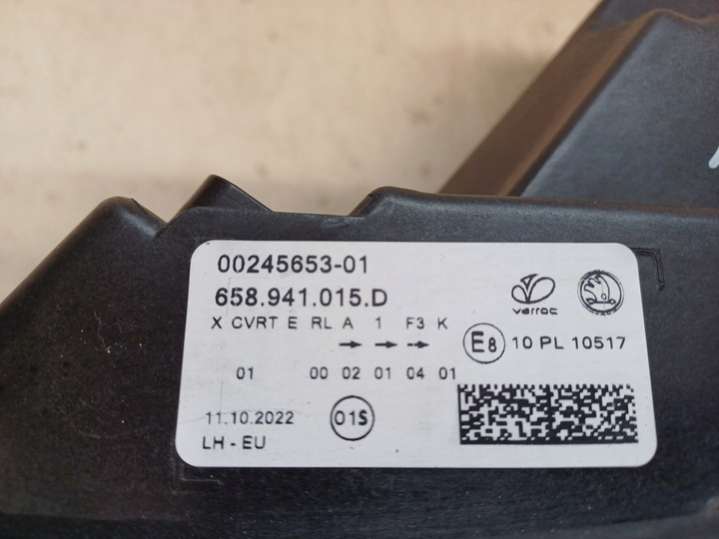 00245653-01
658.941.015.D
varroc
X CVRT E RL A 1 F3 K
E8 10 PL 10517
01 00 02 01 04 01
11.10.2022 01S
LH - EU